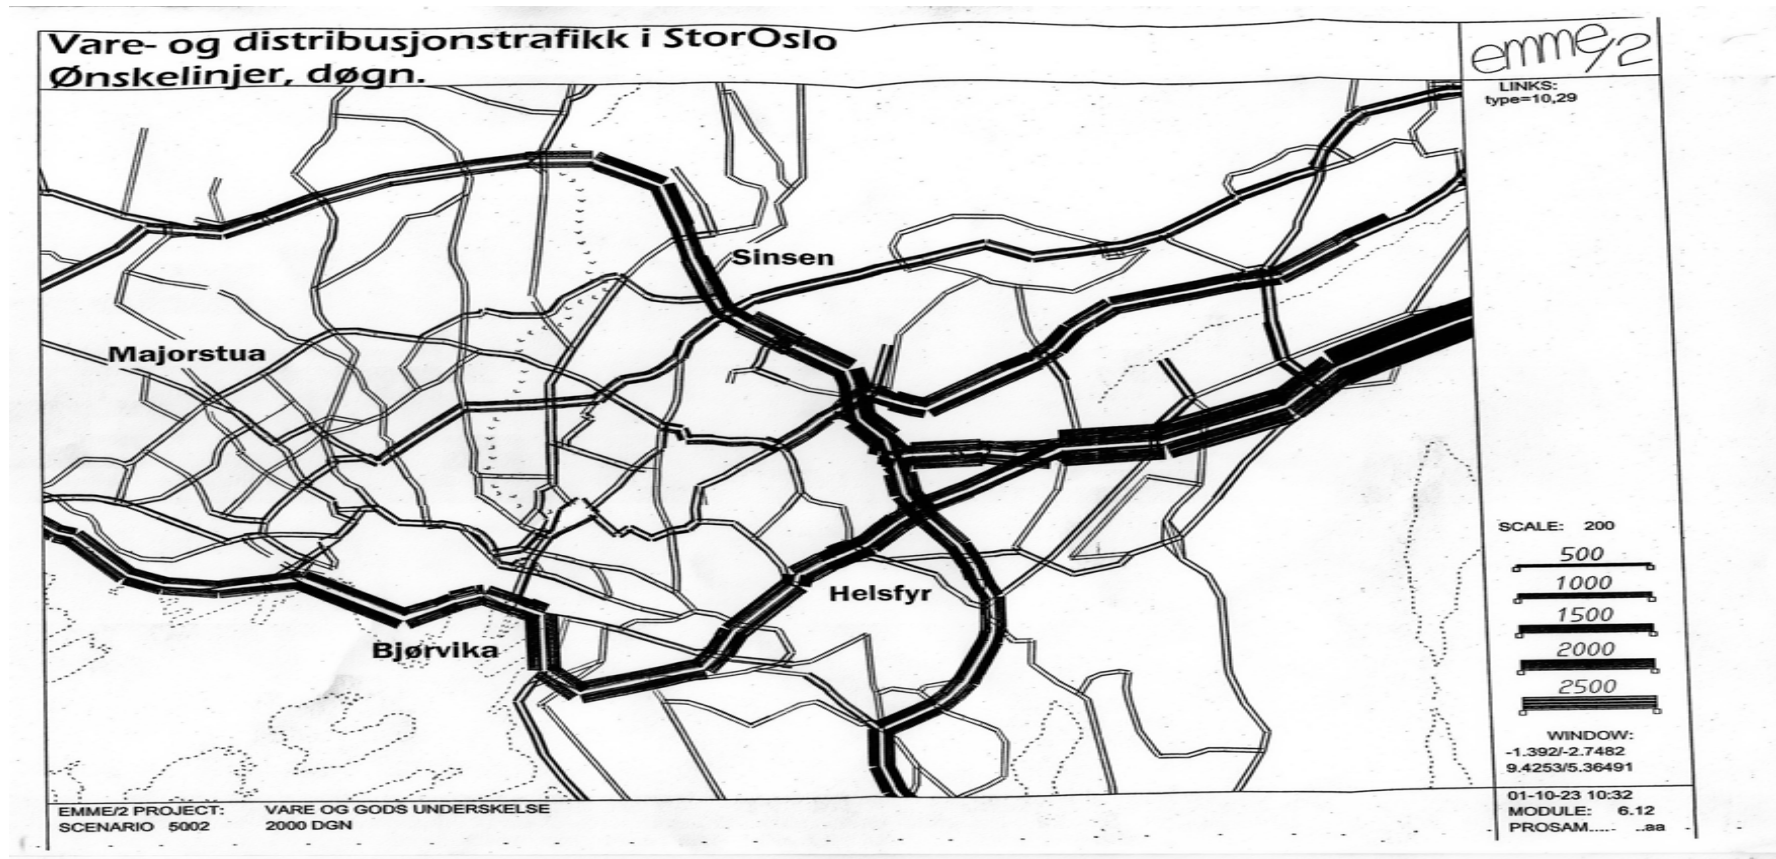 Vare- og distribusjonstrafikk i StorOslo
Ønskelinjer, døgn.
emme/2
LINKS:
type=10,29
Sinsen
Majorstua
Helsfyr
Bjørvika
SCALE: 200
500
1000
1500
2000
2500
WINDOW:
-1.392/-2.7482
9.4253/5.36491
EMME/2 PROJECT: VARE OG GODS UNDERSKELSE
SCENARIO 5002 2000 DGN
01-10-23 10:32
MODULE: 6.12
PROSAM.....  ..aa